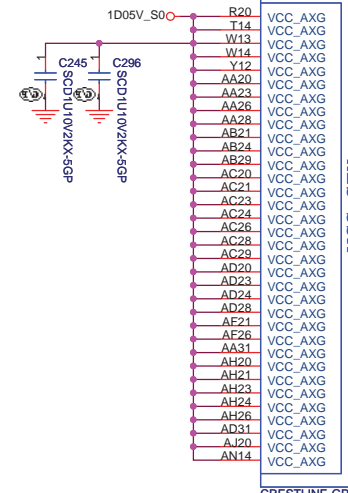 1D05V_S0
R20 VCC_AXG
T14 VCC_AXG
W13 VCC_AXG
W14 VCC_AXG
Y12 VCC_AXG
AA20 VCC_AXG
AA23 VCC_AXG
AA26 VCC_AXG
AA28 VCC_AXG
AB21 VCC_AXG
AB24 VCC_AXG
AB29 VCC_AXG
AC20 VCC_AXG
AC21 VCC_AXG
AC23 VCC_AXG
AC24 VCC_AXG
AC26 VCC_AXG
AC28 VCC_AXG
AC29 VCC_AXG
AD20 VCC_AXG
AD23 VCC_AXG
AD24 VCC_AXG
AD28 VCC_AXG
AF21 VCC_AXG
AF26 VCC_AXG
AA31 VCC_AXG
AH20 VCC_AXG
AH21 VCC_AXG
AH23 VCC_AXG
AH24 VCC_AXG
AH26 VCC_AXG
AD31 VCC_AXG
AJ20 VCC_AXG
AN14 VCC_AXG
1
C245
SCD1U10V2KX-5GP
1
C296
SCD1U10V2KX-5GP